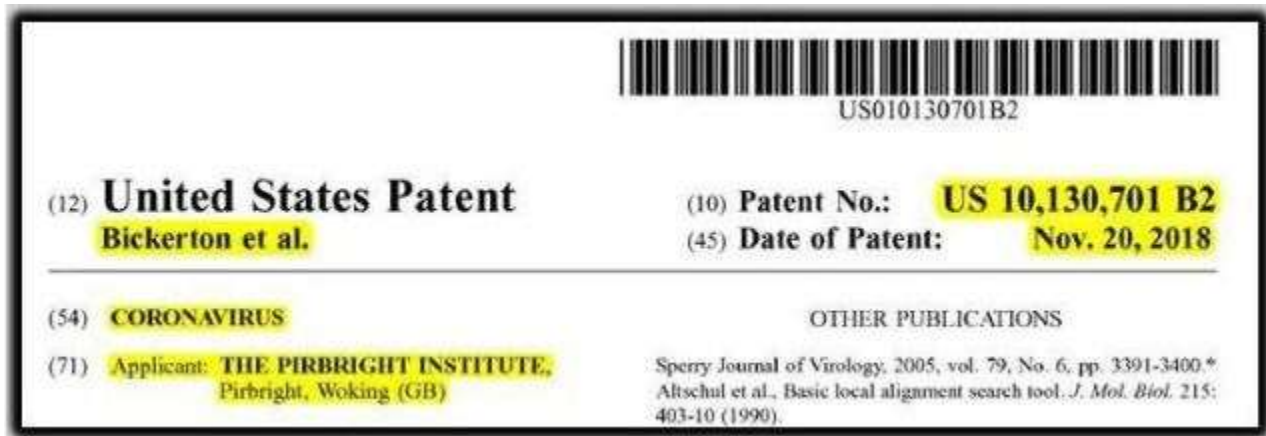 US010130701B2
(12) United States Patent
Bickerton et al.
(10) Patent No.: US 10,130,701 B2
(45) Date of Patent: Nov. 20, 2018
(54) CORONAVIRUS
(71) Applicant: THE PIRBRIGHT INSTITUTE,
Pirbright, Woking (GB)
OTHER PUBLICATIONS
Sperry Journal of Virology, 2005, vol. 79, No. 6, pp. 3391-3400.*
Altschul et al., Basic local alignment search tool. J. Mol. Biol. 215:
403-10 (1990).